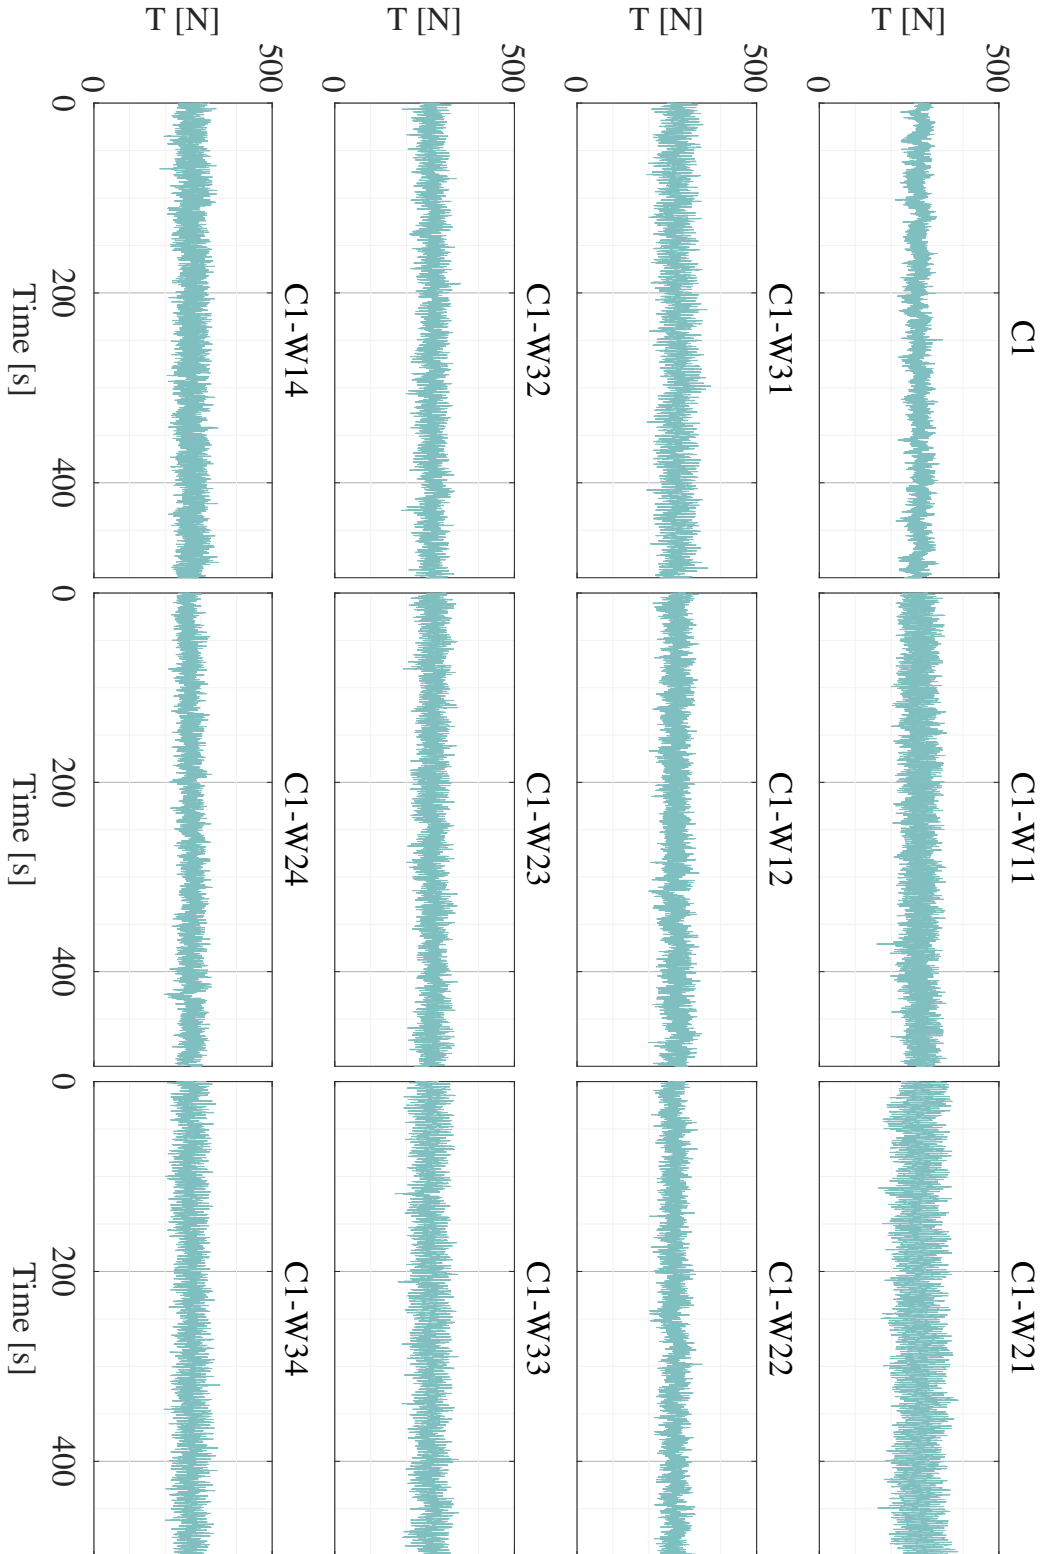 C1
C1-W11
C1-W21
T [N]
500
0
C1-W31
C1-W12
C1-W22
T [N]
500
0
C1-W32
C1-W23
C1-W33
T [N]
500
0
C1-W14
C1-W24
C1-W34
T [N]
500
0
0 200 400 0 200 400 0 200 400
Time [s] Time [s] Time [s]